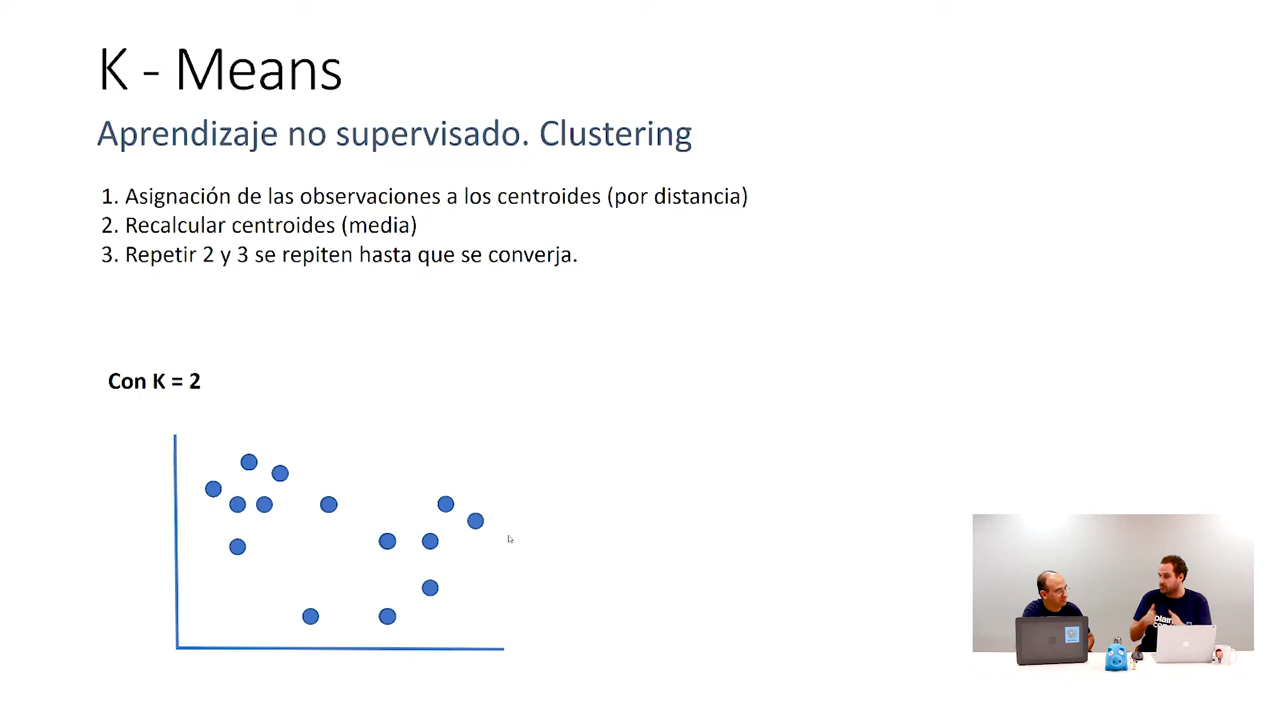 K - Means
Aprendizaje no supervisado. Clustering
1. Asignación de las observaciones a los centroides (por distancia)
2. Recalcular centroides (media)
3. Repetir 2 y 3 se repiten hasta que se converja.
Con K = 2